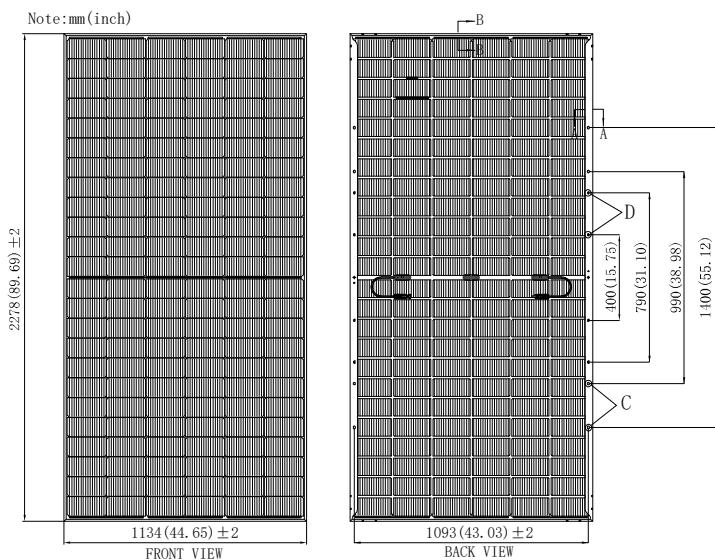 Note:mm(inch)
B
B
A
A
D
C
2278(89.69)±2
400(15.75)
790(31.10)
990(38.98)
1400(55.12)
1134(44.65)±2
FRONT VIEW
1093(43.03)±2
BACK VIEW